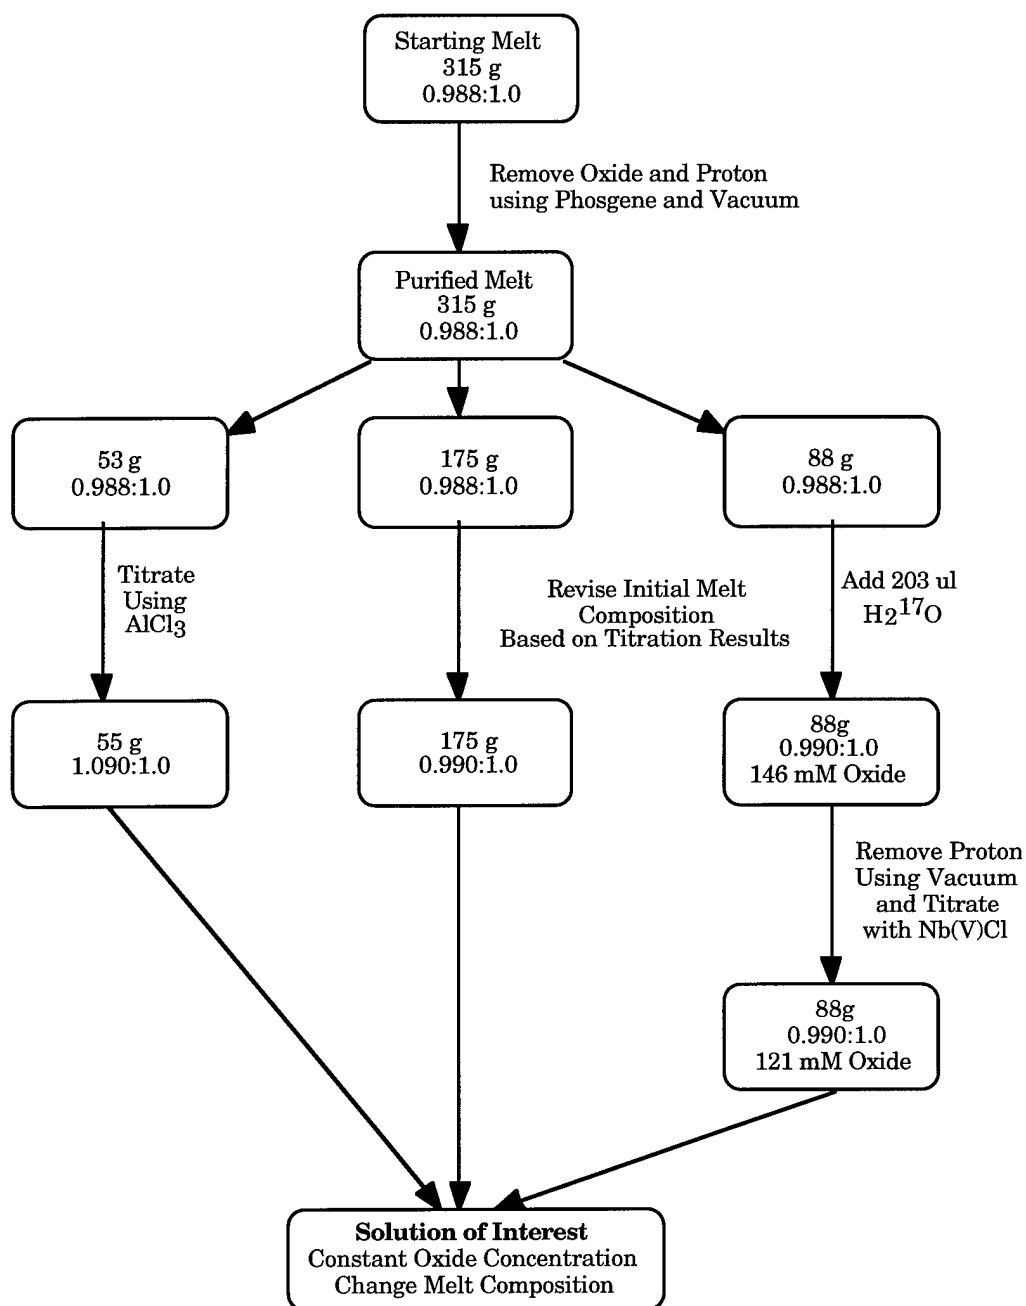 Starting Melt
315 g
0.988:1.0
Remove Oxide and Proton
using Phosgene and Vacuum
Purified Melt
315 g
0.988:1.0
53 g
0.988:1.0
175 g
0.988:1.0
88 g
0.988:1.0
Titrate
Using
AlCl3
Revise Initial Melt
Composition
Based on Titration Results
Add 203 ul
H2 17O
55 g
1.090:1.0
175 g
0.990:1.0
88g
0.990:1.0
146 mM Oxide
Remove Proton
Using Vacuum
and Titrate
with Nb(V)Cl
88g
0.990:1.0
121 mM Oxide
Solution of Interest
Constant Oxide Concentration
Change Melt Composition